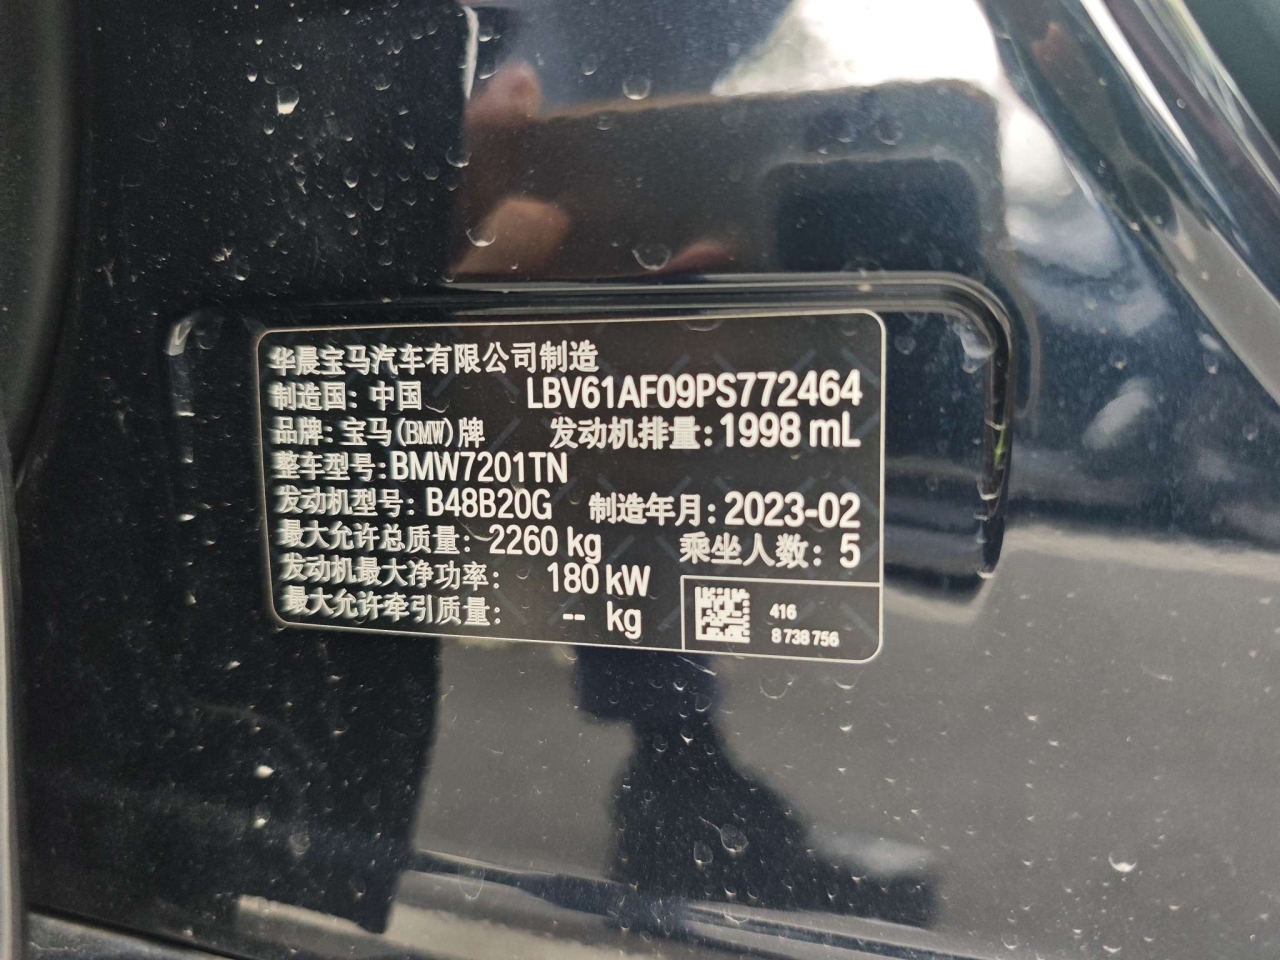 华晨宝马汽车有限公司制造
制造国：中国 LBV61AF09PS772464
品牌：宝马(BMW)牌 发动机排量：1998 mL
整车型号：BMW7201TN
发动机型号：B48B20G 制造年月：2023-02
最大允许总质量：2260 kg 乘坐人数：5
发动机最大净功率：180 kW
最大允许牵引质量：-- kg
416
8 738 756